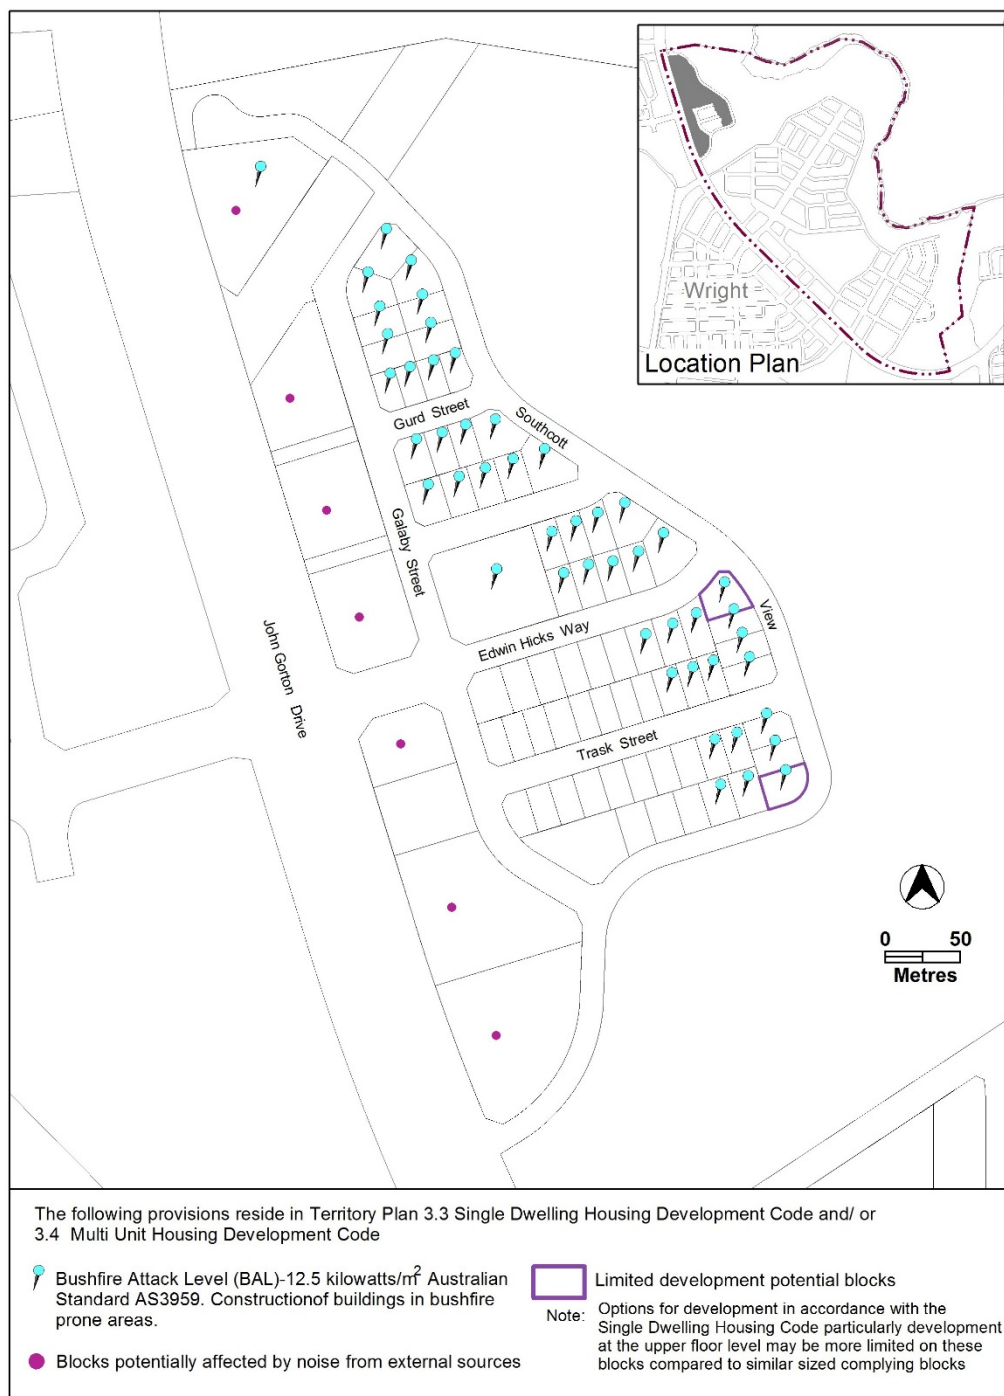 Wright
Location Plan
Gurd Street
Southcott
Galaby Street
View
Edwin Hicks Way
John Gorton Drive
Trask Street
0 50
Metres
The following provisions reside in Territory Plan 3.3 Single Dwelling Housing Development Code and/ or
3.4 Multi Unit Housing Development Code
Bushfire Attack Level (BAL)-12.5 kilowatts/m² Australian
Standard AS3959. Constructionof buildings in bushfire
prone areas.
Blocks potentially affected by noise from external sources
Limited development potential blocks
Note: Options for development in accordance with the
Single Dwelling Housing Code particularly development
at the upper floor level may be more limited on these
blocks compared to similar sized complying blocks